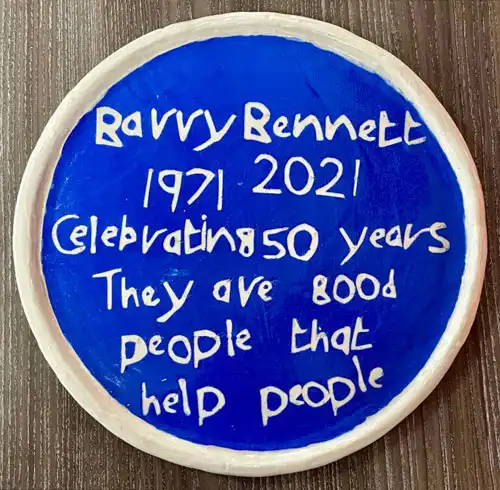 Barry Bennett
1971 2021
Celebrating 50 years
They are good
people that
help people